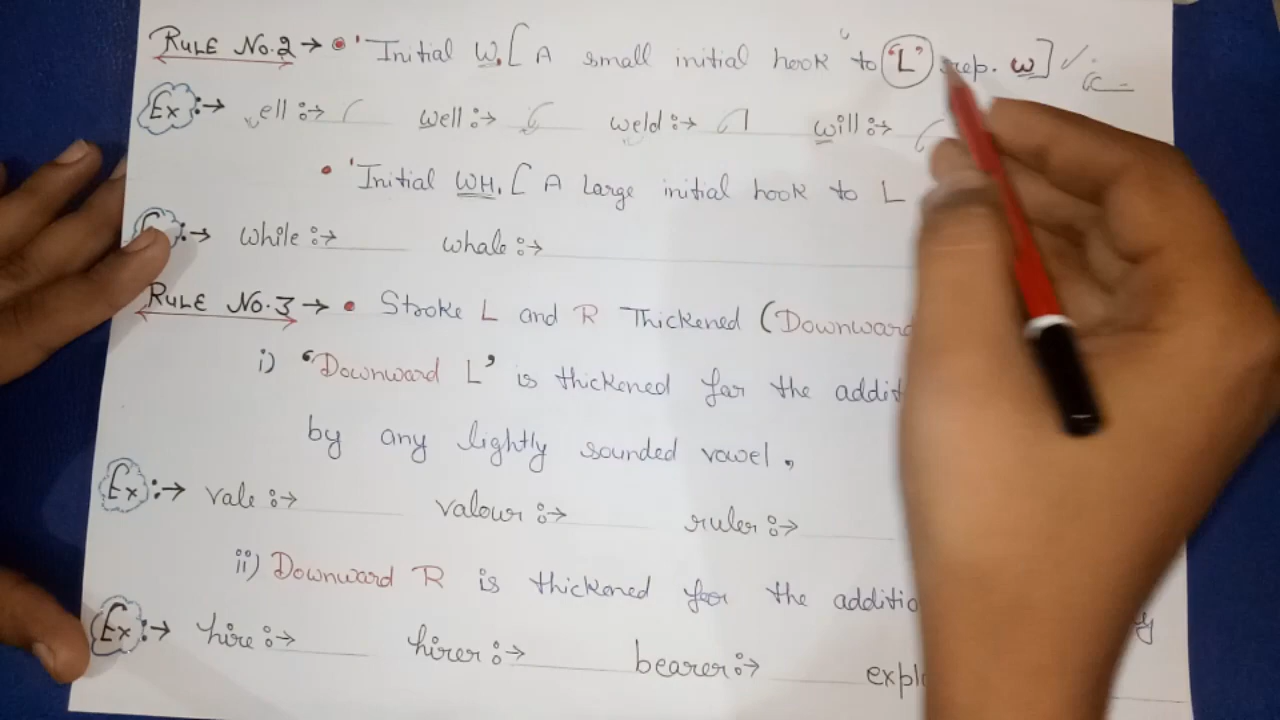 RULE No.2 → • 'Initial W. [A small initial hook to 'L' rep. W] ✓
Ex :→ ell :→ well :→ weld :→ will :→
• 'Initial WH. [A Large initial hook to L
while :→ whale :→
RULE No.3 → • Stroke L and R Thickened (Downward
i) 'Downward L' is thickened for the addit
by any lightly sounded vowel,
Ex :→ vale :→ valour :→ ruler :→
ii) Downward R is thickened for the additio
Ex :→ hire :→ hirer :→ bearer :→ expl